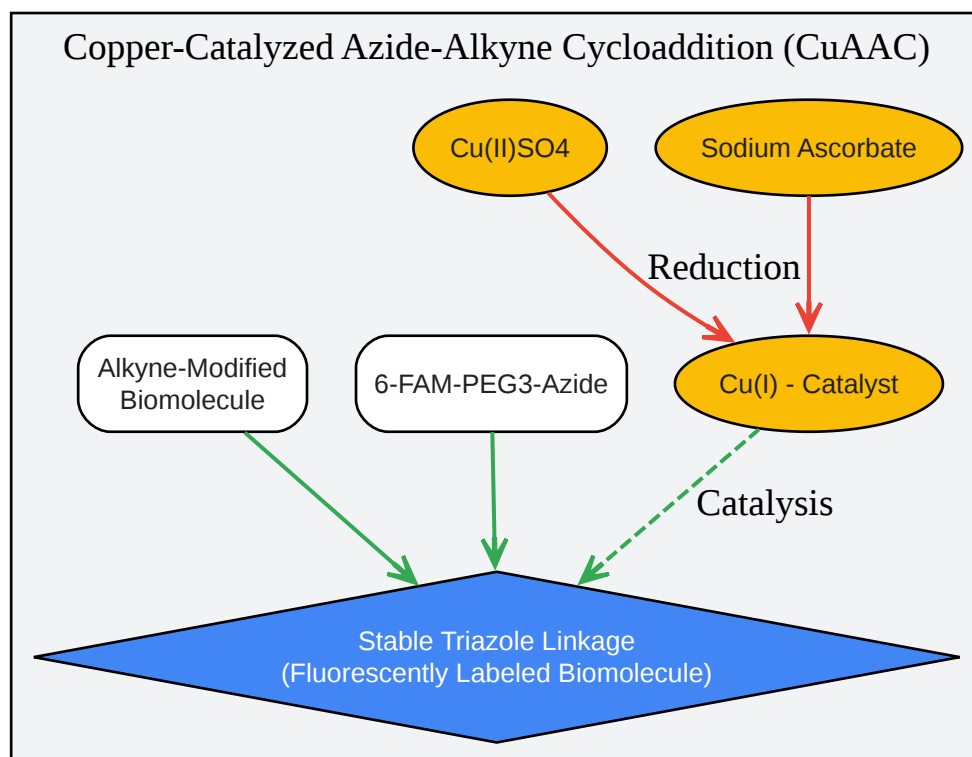 Copper-Catalyzed Azide-Alkyne Cycloaddition (CuAAC)
Cu(II)SO4
Sodium Ascorbate
Reduction
Alkyne-Modified
Biomolecule
6-FAM-PEG3-Azide
Cu(I) - Catalyst
Catalysis
Stable Triazole Linkage
(Fluorescently Labeled Biomolecule)